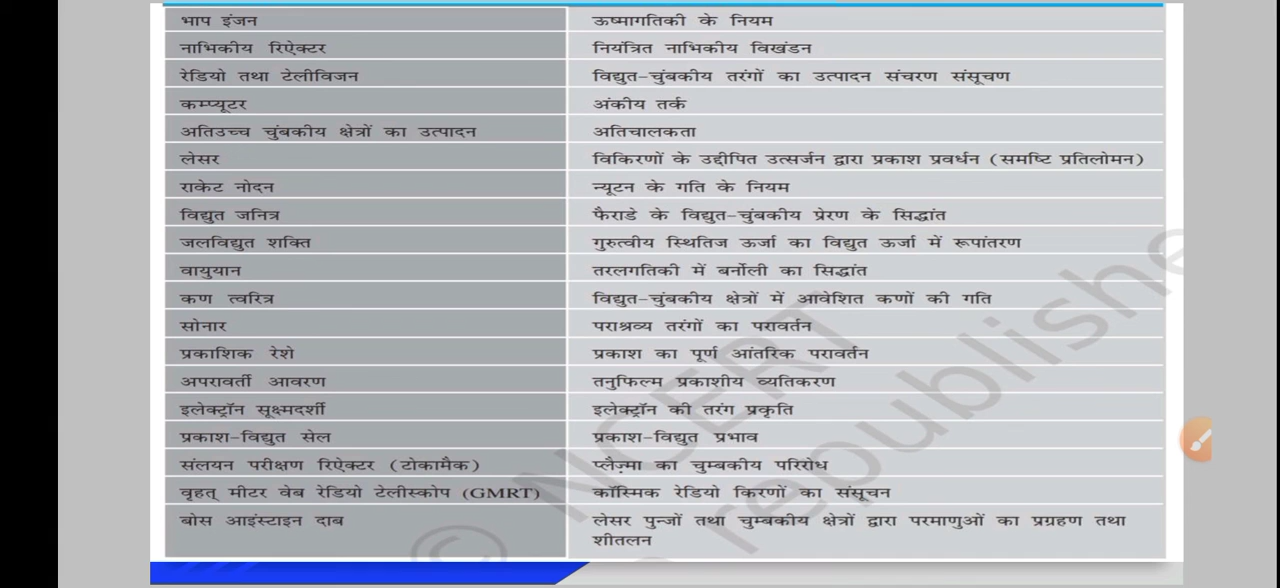 भाप इंजन ऊष्मागतिकी के नियम
नाभिकीय रिऐक्टर नियंत्रित नाभिकीय विखंडन
रेडियो तथा टेलीविजन विद्युत-चुंबकीय तरंगों का उत्पादन संचरण संसूचण
कम्प्यूटर अंकीय तर्क
अतिउच्च चुंबकीय क्षेत्रों का उत्पादन अतिचालकता
लेसर विकिरणों के उद्दीपित उत्सर्जन द्वारा प्रकाश प्रवर्धन (समष्टि प्रतिलोमन)
राकेट नोदन न्यूटन के गति के नियम
विद्युत जनित्र फैराडे के विद्युत-चुंबकीय प्रेरण के सिद्धांत
जलविद्युत शक्ति गुरुत्वीय स्थितिज ऊर्जा का विद्युत ऊर्जा में रूपांतरण
वायुयान तरलगतिकी में बर्नोली का सिद्धांत
कण त्वरित्र विद्युत-चुंबकीय क्षेत्रों में आवेशित कणों की गति
सोनार पराश्रव्य तरंगों का परावर्तन
प्रकाशिक रेशे प्रकाश का पूर्ण आंतरिक परावर्तन
अपरावर्ती आवरण तनुफिल्म प्रकाशीय व्यतिकरण
इलेक्ट्रॉन सूक्ष्मदर्शी इलेक्ट्रॉन की तरंग प्रकृति
प्रकाश-विद्युत सेल प्रकाश-विद्युत प्रभाव
संलयन परीक्षण रिऐक्टर (टोकामैक) प्लैज़्मा का चुम्बकीय परिरोध
वृहत् मीटर वेब रेडियो टेलीस्कोप (GMRT) कॉस्मिक रेडियो किरणों का संसूचन
बोस आइंस्टाइन दाब लेसर पुन्जों तथा चुम्बकीय क्षेत्रों द्वारा परमाणुओं का प्रग्रहण तथा
शीतलन
© NCERT
republishe